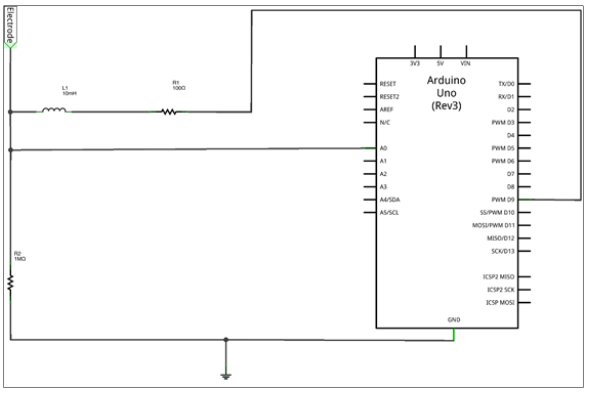 Electrode
L1
10mH
R1
100Ω
R2
1MΩ
3V3
5V
VIN
Arduino
Uno
(Rev3)
RESET
RESET2
AREF
N/C
A0
A1
A2
A3
A4/SDA
A5/SCL
TX/D0
RX/D1
D2
PWM D3
D4
PWM D5
PWM D6
D7
D8
PWM D9
SS/PWM D10
MOSI/PWM D11
MISO/D12
SCK/D13
ICSP2 MISO
ICSP2 SCK
ICSP MOSI
GND